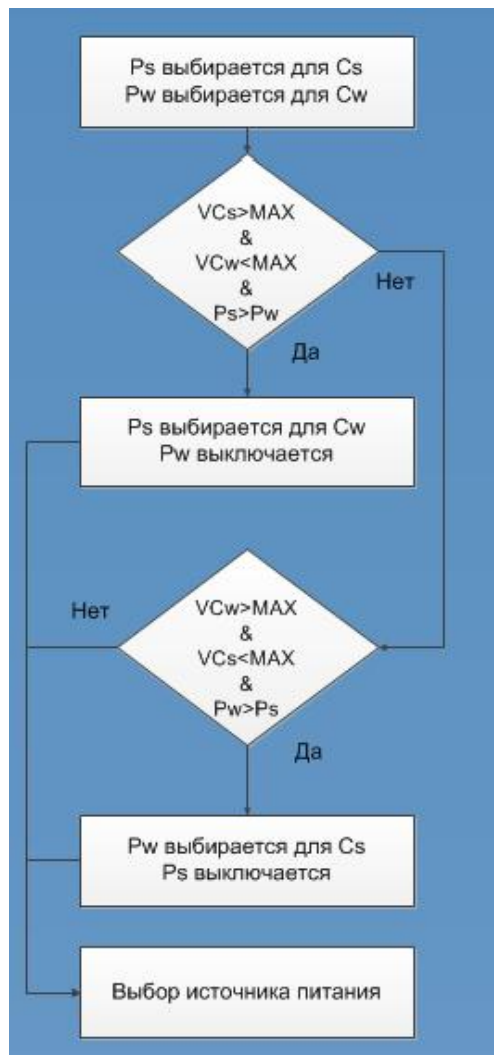 Ps выбирается для Cs
Pw выбирается для Cw
VCs>MAX
&
VCw<MAX
&
Ps>Pw
Нет
Да
Ps выбирается для Cw
Pw выключается
Нет
VCw>MAX
&
VCs<MAX
&
Pw>Ps
Да
Pw выбирается для Cs
Ps выключается
Выбор источника питания